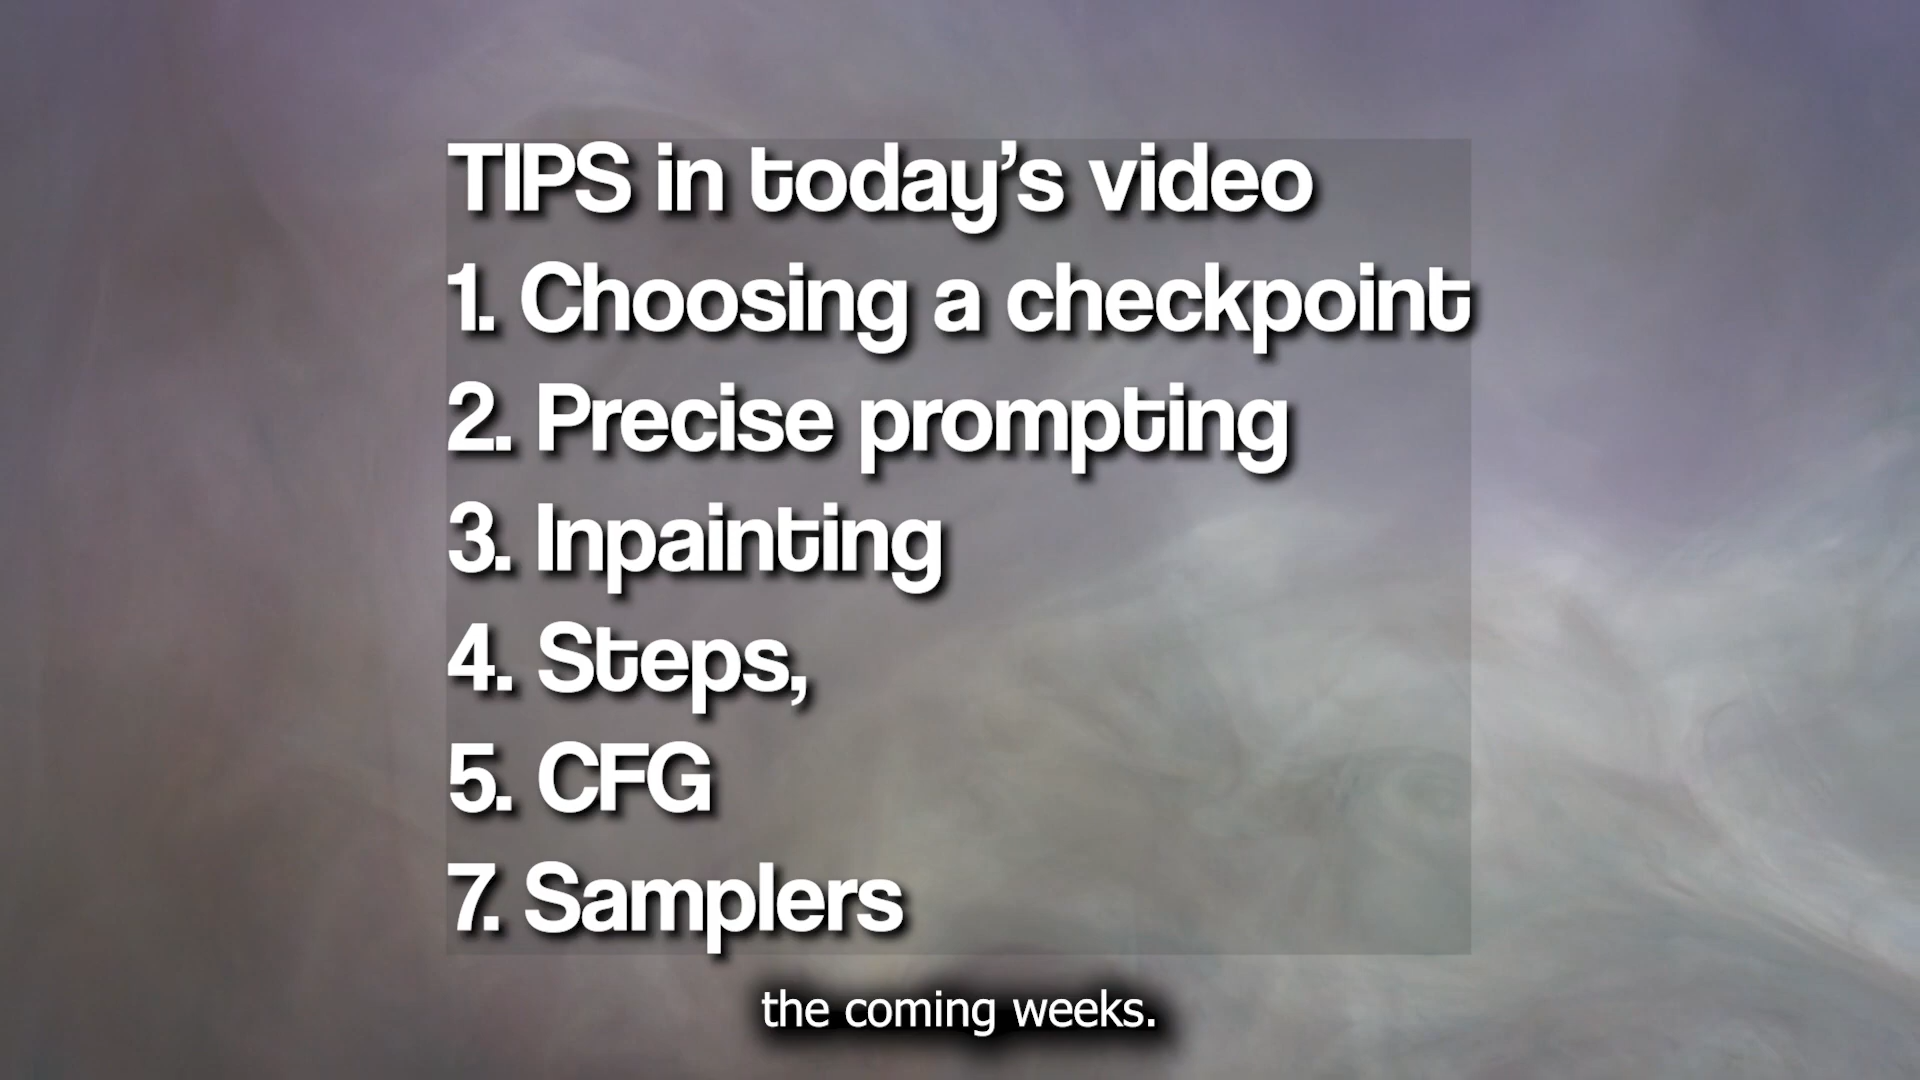 TIPS in today’s video
1. Choosing a checkpoint
2. Precise prompting
3. Inpainting
4. Steps,
5. CFG
7. Samplers
the coming weeks.